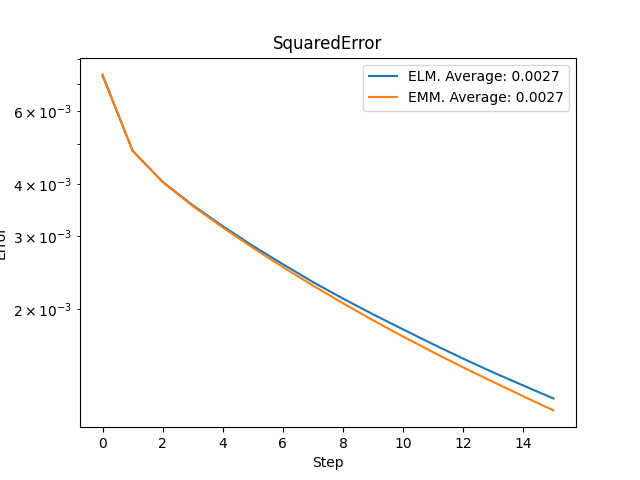 SquaredError
ELM. Average: 0.0027
EMM. Average: 0.0027
6 × 10⁻³
4 × 10⁻³
3 × 10⁻³
2 × 10⁻³
Error
0 2 4 6 8 10 12 14
Step